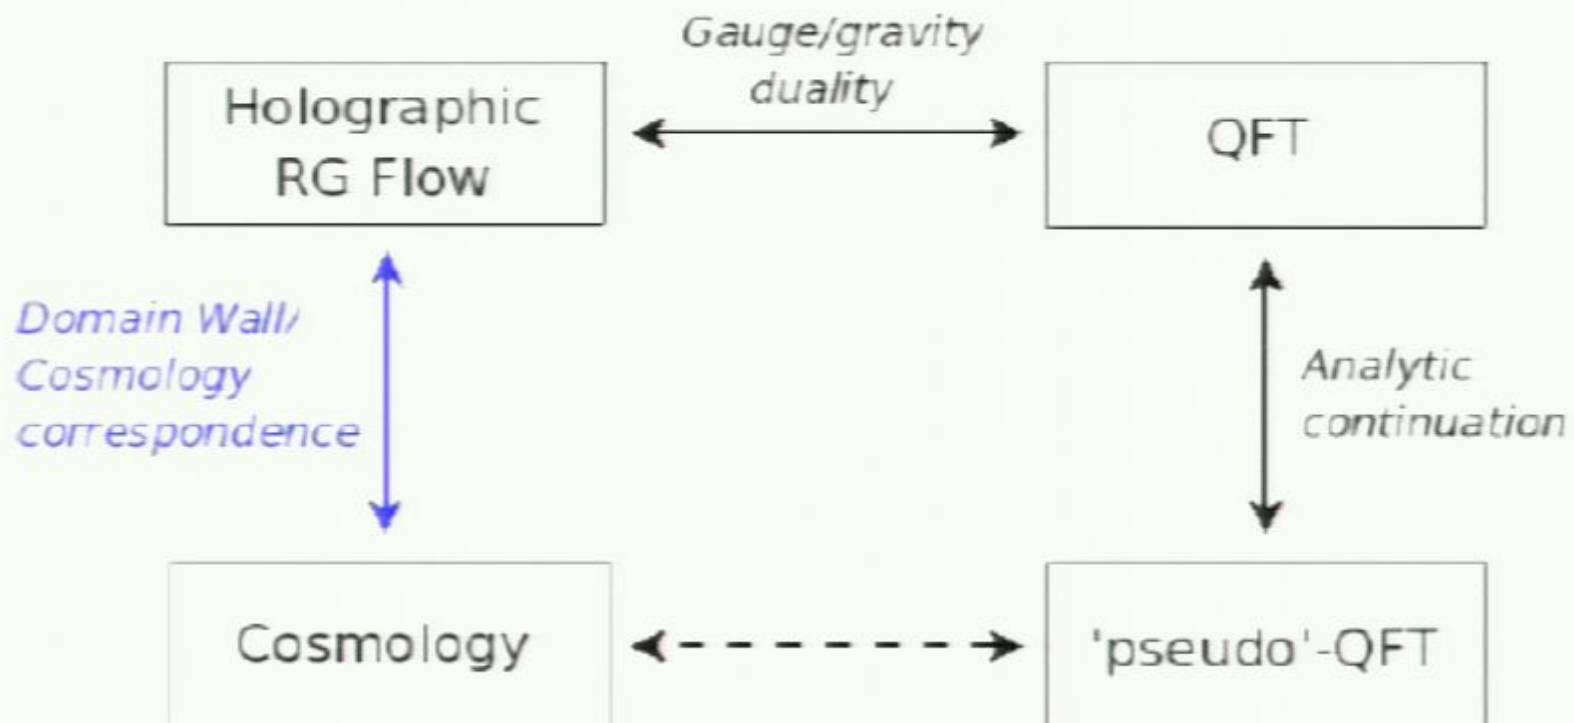 Gauge/gravity
duality
Holographic
RG Flow
QFT
Domain Wall/
Cosmology
correspondence
Analytic
continuation
Cosmology
'pseudo'-QFT